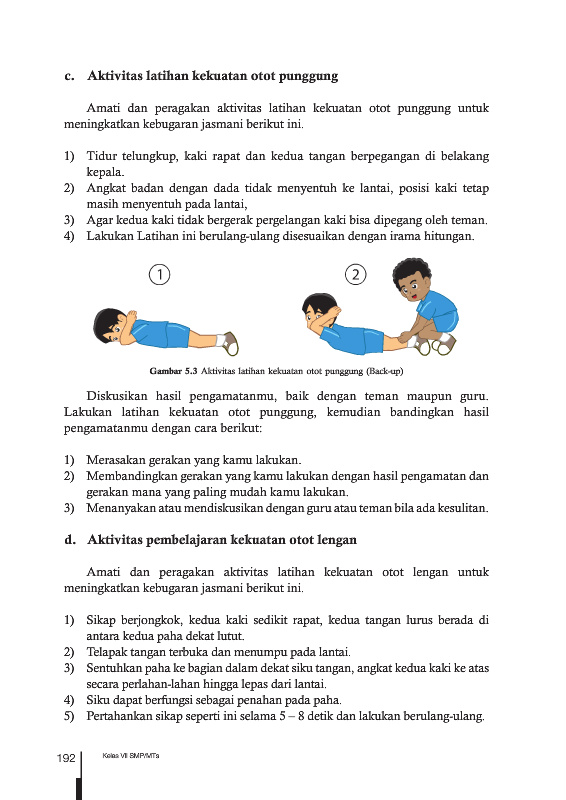 c. Aktivitas latihan kekuatan otot punggung
Amati dan peragakan aktivitas latihan kekuatan otot punggung untuk
meningkatkan kebugaran jasmani berikut ini.
1) Tidur telungkup, kaki rapat dan kedua tangan berpegangan di belakang
kepala.
2) Angkat badan dengan dada tidak menyentuh ke lantai, posisi kaki tetap
masih menyentuh pada lantai,
3) Agar kedua kaki tidak bergerak pergelangan kaki bisa dipegang oleh teman.
4) Lakukan Latihan ini berulang-ulang disesuaikan dengan irama hitungan.
1
2
Gambar 5.3 Aktivitas latihan kekuatan otot punggung (Back-up)
Diskusikan hasil pengamatanmu, baik dengan teman maupun guru.
Lakukan latihan kekuatan otot punggung, kemudian bandingkan hasil
pengamatanmu dengan cara berikut:
1) Merasakan gerakan yang kamu lakukan.
2) Membandingkan gerakan yang kamu lakukan dengan hasil pengamatan dan
gerakan mana yang paling mudah kamu lakukan.
3) Menanyakan atau mendiskusikan dengan guru atau teman bila ada kesulitan.
d. Aktivitas pembelajaran kekuatan otot lengan
Amati dan peragakan aktivitas latihan kekuatan otot lengan untuk
meningkatkan kebugaran jasmani berikut ini.
1) Sikap berjongkok, kedua kaki sedikit rapat, kedua tangan lurus berada di
antara kedua paha dekat lutut.
2) Telapak tangan terbuka dan menumpu pada lantai.
3) Sentuhkan paha ke bagian dalam dekat siku tangan, angkat kedua kaki ke atas
secara perlahan-lahan hingga lepas dari lantai.
4) Siku dapat berfungsi sebagai penahan pada paha.
5) Pertahankan sikap seperti ini selama 5 – 8 detik dan lakukan berulang-ulang.
192 Kelas VII SMP/MTs